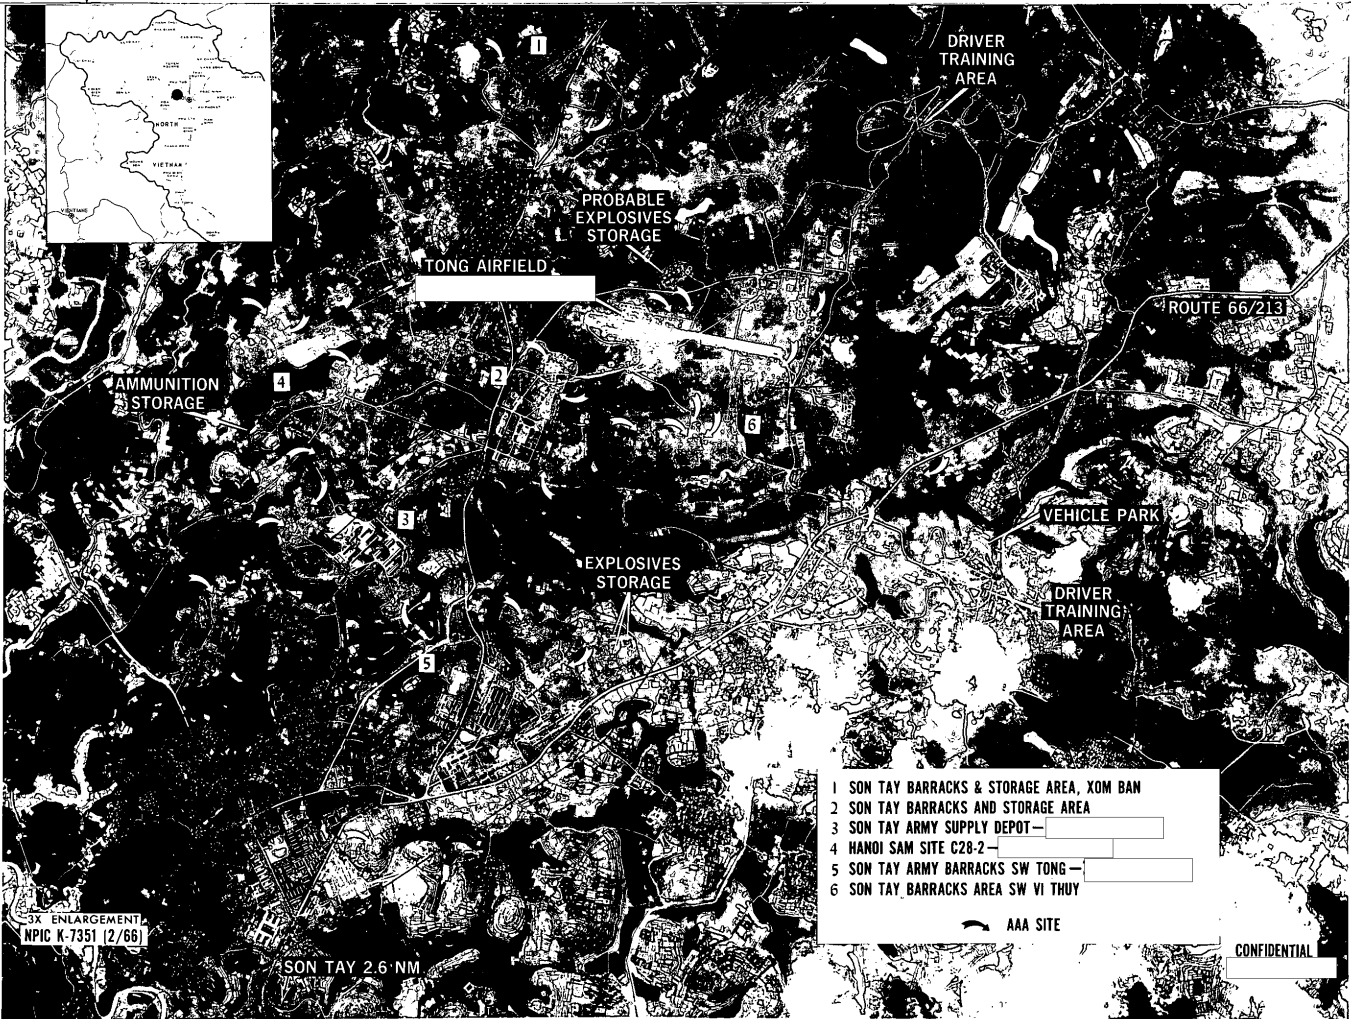 NORTH
VIETNAM
VIENTIANE
1
DRIVER
TRAINING
AREA
PROBABLE
EXPLOSIVES
STORAGE
TONG AIRFIELD
ROUTE 66/213
2
4
AMMUNITION
STORAGE
6
3
VEHICLE PARK
EXPLOSIVES
STORAGE
DRIVER
TRAINING
AREA
5
1 SON TAY BARRACKS & STORAGE AREA, XOM BAN
2 SON TAY BARRACKS AND STORAGE AREA
3 SON TAY ARMY SUPPLY DEPOT—
4 HANOI SAM SITE C28-2—
5 SON TAY ARMY BARRACKS SW TONG—
6 SON TAY BARRACKS AREA SW VI THUY
AAA SITE
3X ENLARGEMENT
NPIC K-7351 (2/66)
SON TAY 2.6 NM
CONFIDENTIAL